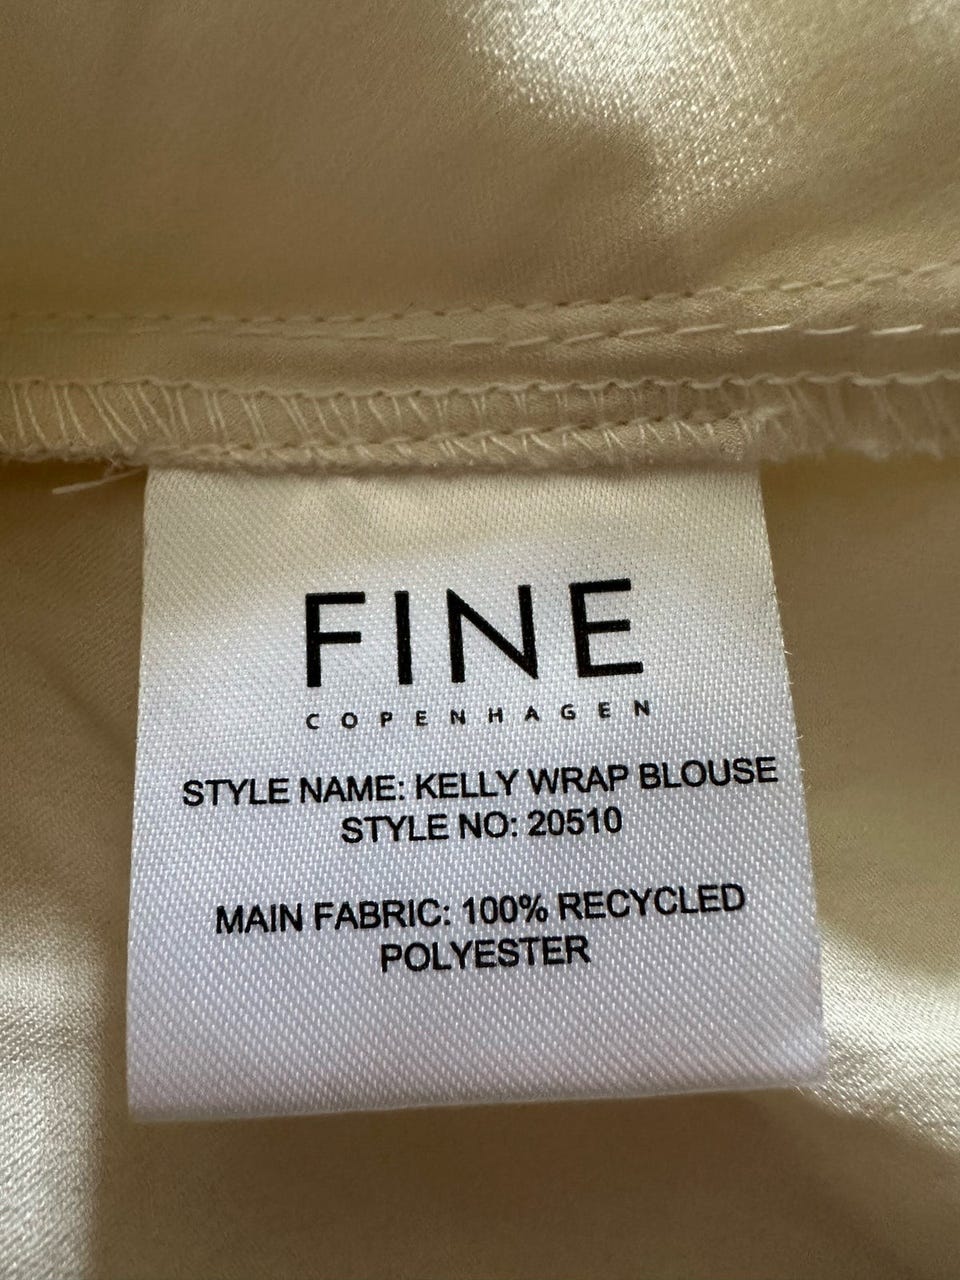 FINE
COPENHAGEN
STYLE NAME: KELLY WRAP BLOUSE
STYLE NO: 20510
MAIN FABRIC: 100% RECYCLED
POLYESTER